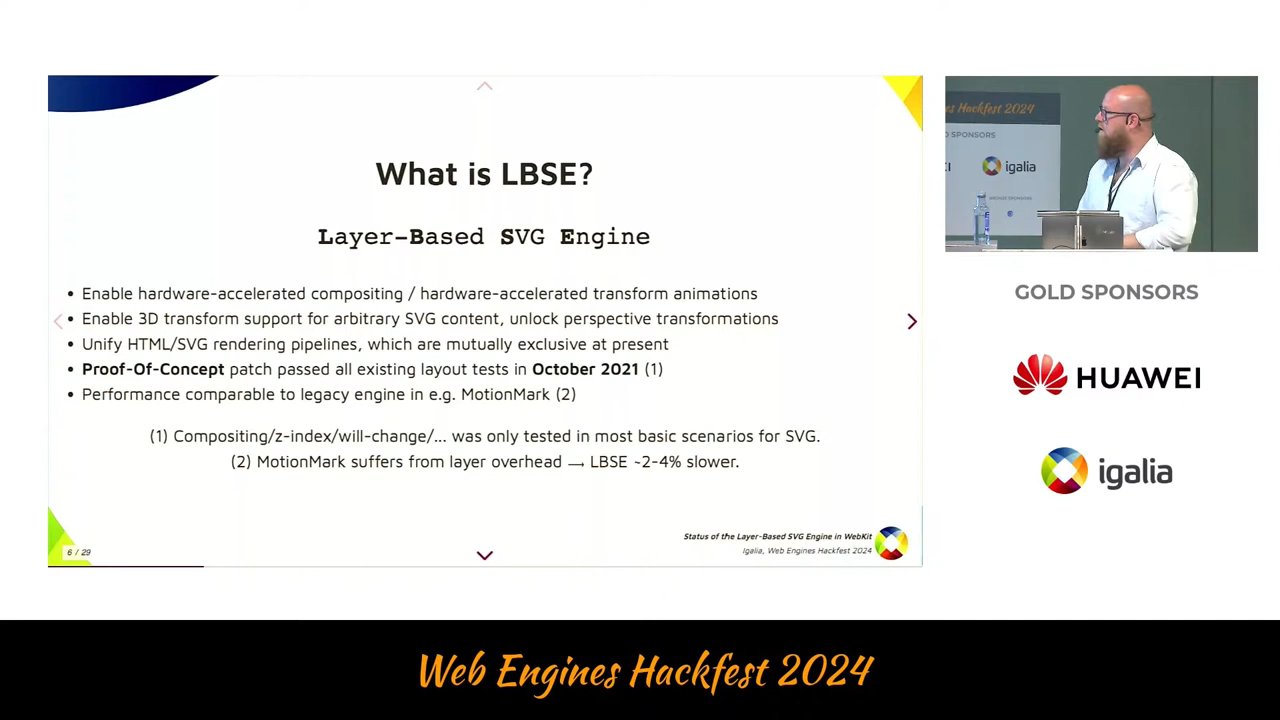 What is LBSE?
Layer-Based SVG Engine
• Enable hardware-accelerated compositing / hardware-accelerated transform animations
• Enable 3D transform support for arbitrary SVG content, unlock perspective transformations
• Unify HTML/SVG rendering pipelines, which are mutually exclusive at present
• Proof-Of-Concept patch passed all existing layout tests in October 2021 (1)
• Performance comparable to legacy engine in e.g. MotionMark (2)
(1) Compositing/z-index/will-change/... was only tested in most basic scenarios for SVG.
(2) MotionMark suffers from layer overhead → LBSE ~2-4% slower.
6 / 29
Status of the Layer-Based SVG Engine in WebKit
Igalia, Web Engines Hackfest 2024
es Hackfest 2024
SPONSORS
igalia
GOLD SPONSORS
HUAWEI
igalia
Web Engines Hackfest 2024